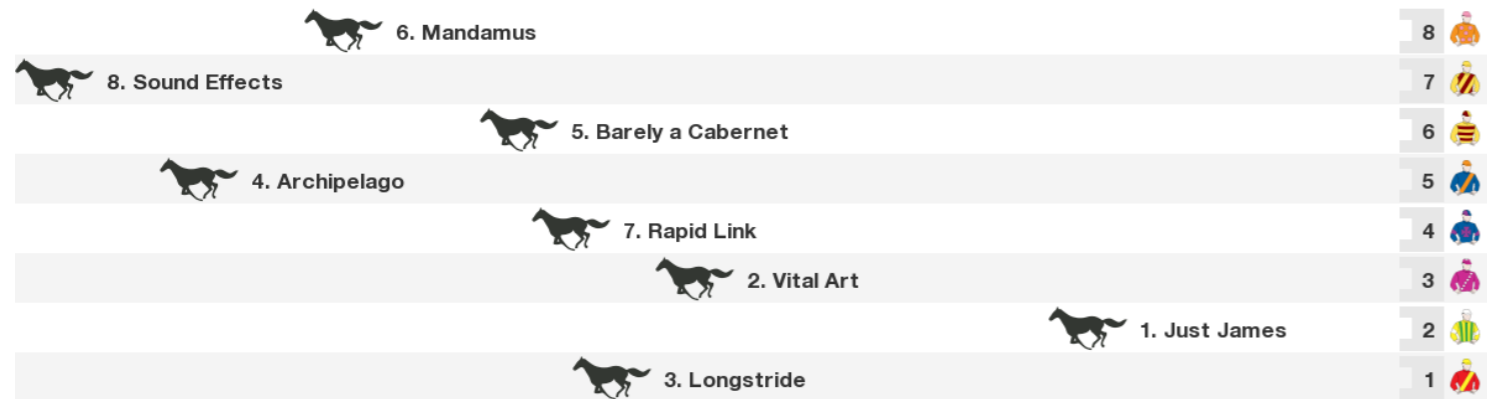 6. Mandamus 8
8. Sound Effects 7
5. Barely a Cabernet 6
4. Archipelago 5
7. Rapid Link 4
2. Vital Art 3
1. Just James 2
3. Longstride 1